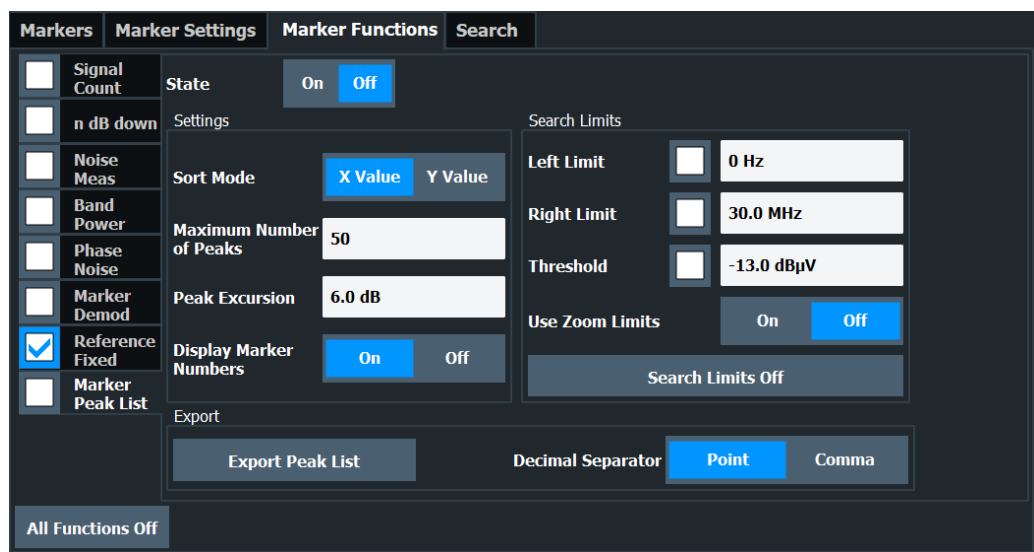 Markers Marker Settings Marker Functions Search
Signal
Count
State On Off
n dB down
Settings
Search Limits
Noise
Meas
Sort Mode X Value Y Value
Left Limit 0 Hz
Band
Power
Maximum Number
of Peaks
50
Right Limit 30.0 MHz
Phase
Noise
Threshold -13.0 dBµV
Marker
Demod
Peak Excursion 6.0 dB
Use Zoom Limits On Off
Reference
Fixed
Display Marker
Numbers
On Off
Search Limits Off
Marker
Peak List
Export
Export Peak List
Decimal Separator Point Comma
All Functions Off